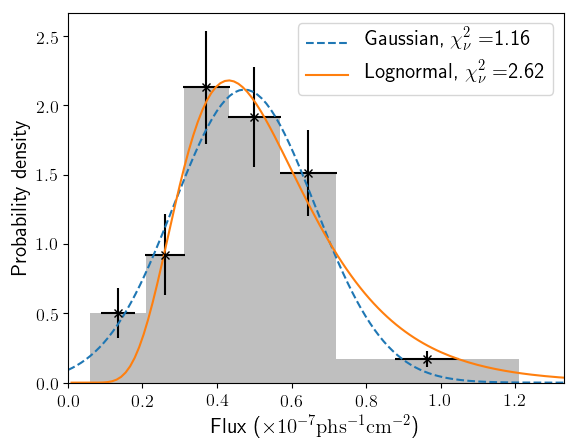 Gaussian, χ²ᵥ =1.16
Lognormal, χ²ᵥ =2.62
Probability density
2.5
2.0
1.5
1.0
0.5
0.0
0.0 0.2 0.4 0.6 0.8 1.0 1.2
Flux (×10⁻⁷phs⁻¹cm⁻²)